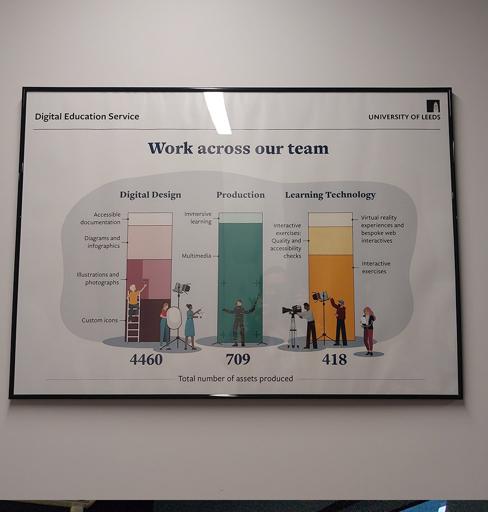 Digital Education Service
UNIVERSITY OF LEEDS
Work across our team
Digital Design
Accessible
documentation
Diagrams and
infographics
Illustrations and
photographs
Custom icons
4460
Production
Immersive
learning
Multimedia
709
Learning Technology
Interactive
exercises:
Quality and
accessibility
checks
Virtual reality
experiences and
bespoke web
interactives
Interactive
exercises
418
Total number of assets produced